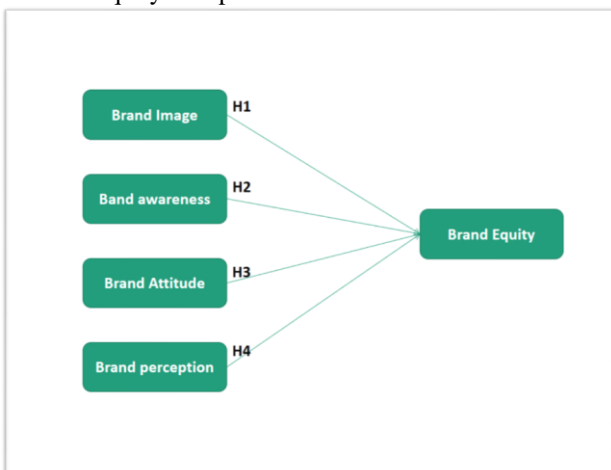 Brand Image
H1
Band awareness
H2
Brand Attitude
H3
Brand perception
H4
Brand Equity